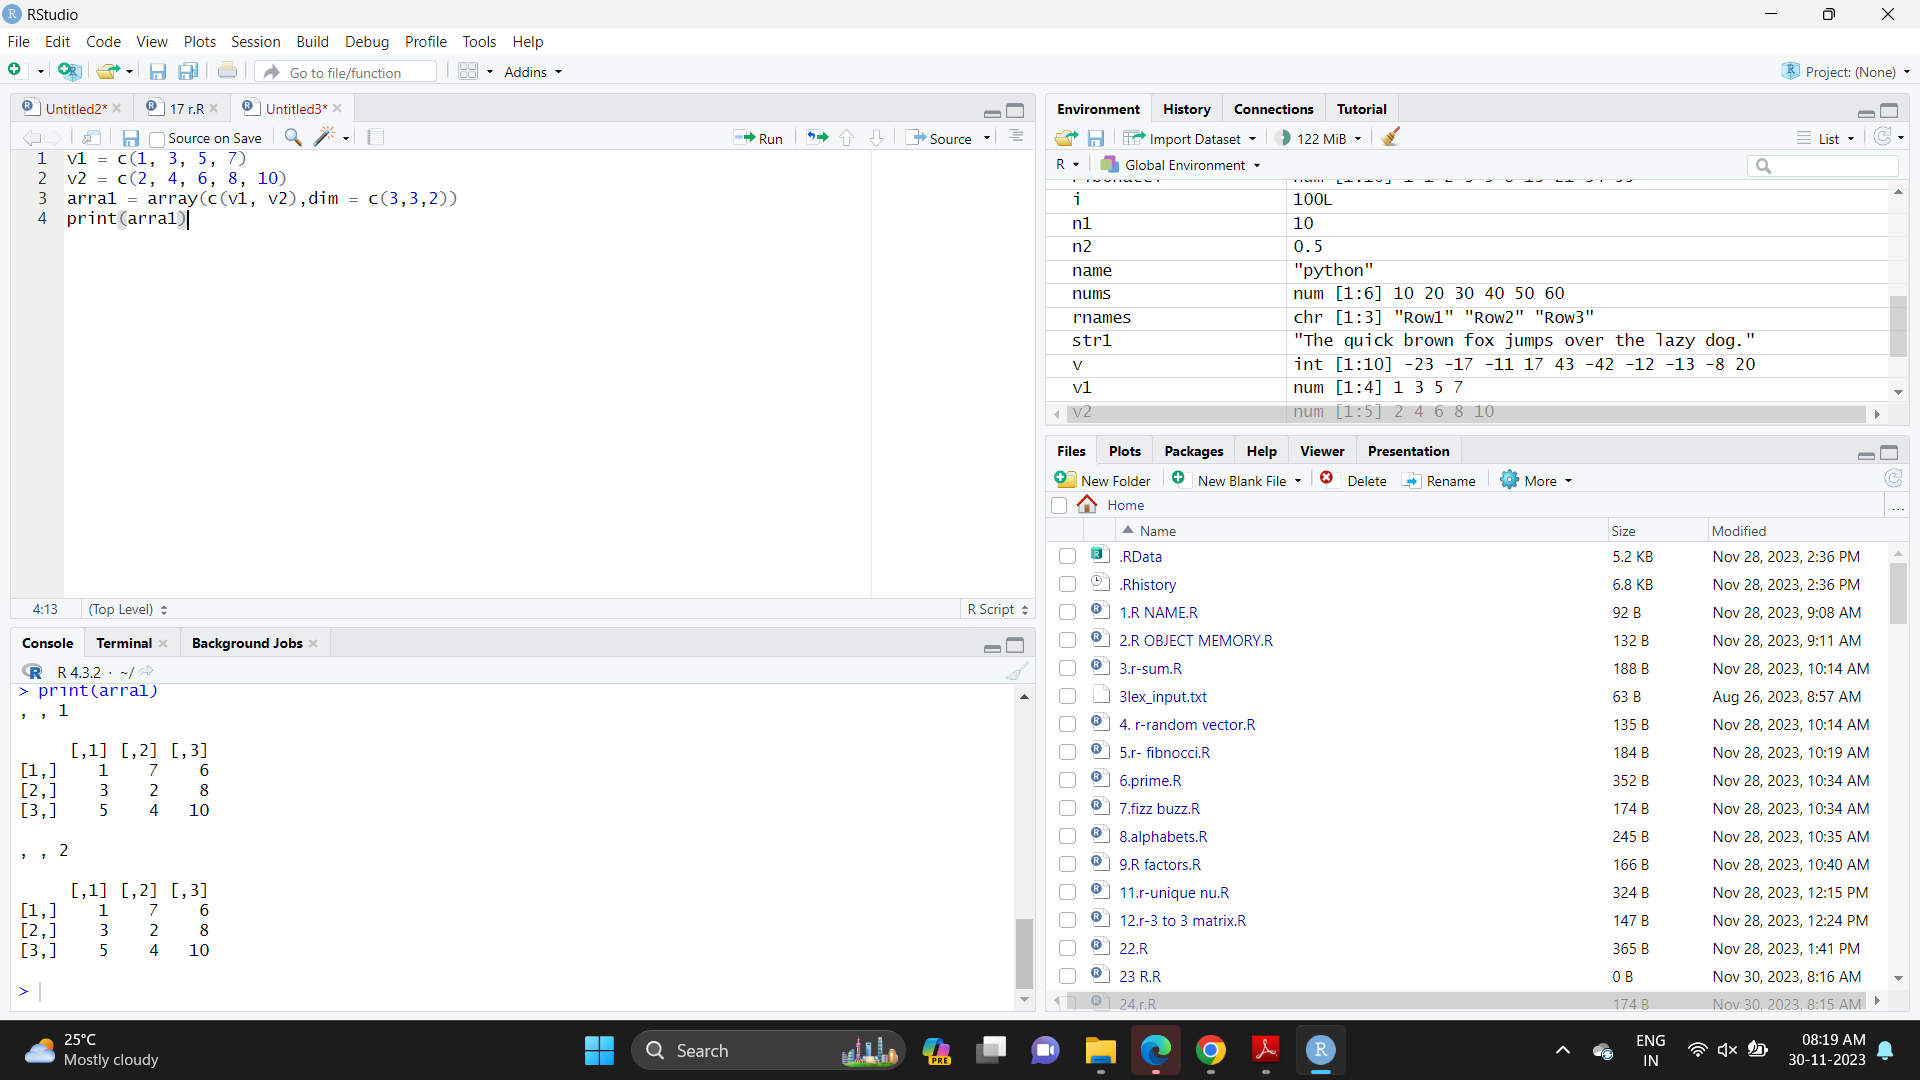 RStudio
File Edit Code View Plots Session Build Debug Profile Tools Help
Go to file/function Addins Project: (None)
Untitled2* 17 r.R Untitled3*
Source on Save Run Source
1 v1 = c(1, 3, 5, 7)
2 v2 = c(2, 4, 6, 8, 10)
3 arra1 = array(c(v1, v2),dim = c(3,3,2))
4 print(arra1)
4:13 (Top Level) R Script
Console Terminal Background Jobs
R 4.3.2 · ~/
> print(arra1)
, , 1
[,1] [,2] [,3]
[1,] 1 7 6
[2,] 3 2 8
[3,] 5 4 10
, , 2
[,1] [,2] [,3]
[1,] 1 7 6
[2,] 3 2 8
[3,] 5 4 10
>
Environment History Connections Tutorial
Import Dataset 122 MiB List
R Global Environment
i 100L
n1 10
n2 0.5
name "python"
nums num [1:6] 10 20 30 40 50 60
rnames chr [1:3] "Row1" "Row2" "Row3"
str1 "The quick brown fox jumps over the lazy dog."
v int [1:10] -23 -17 -11 17 43 -42 -12 -13 -8 20
v1 num [1:4] 1 3 5 7
v2 num [1:5] 2 4 6 8 10
Files Plots Packages Help Viewer Presentation
New Folder New Blank File Delete Rename More
Home ...
Name Size Modified
.RData 5.2 KB Nov 28, 2023, 2:36 PM
.Rhistory 6.8 KB Nov 28, 2023, 2:36 PM
1.R NAME.R 92 B Nov 28, 2023, 9:08 AM
2.R OBJECT MEMORY.R 132 B Nov 28, 2023, 9:11 AM
3.r-sum.R 188 B Nov 28, 2023, 10:14 AM
3lex_input.txt 63 B Aug 26, 2023, 8:57 AM
4. r-random vector.R 135 B Nov 28, 2023, 10:14 AM
5.r- fibnocci.R 184 B Nov 28, 2023, 10:19 AM
6.prime.R 352 B Nov 28, 2023, 10:34 AM
7.fizz buzz.R 174 B Nov 28, 2023, 10:34 AM
8.alphabets.R 245 B Nov 28, 2023, 10:35 AM
9.R factors.R 166 B Nov 28, 2023, 10:40 AM
11.r-unique nu.R 324 B Nov 28, 2023, 12:15 PM
12.r-3 to 3 matrix.R 147 B Nov 28, 2023, 12:24 PM
22.R 365 B Nov 28, 2023, 1:41 PM
23 R.R 0 B Nov 30, 2023, 8:16 AM
24.r.R 174 B Nov 30, 2023, 8:15 AM
25°C
Mostly cloudy
Search
PRE
ENG
IN
08:19 AM
30-11-2023